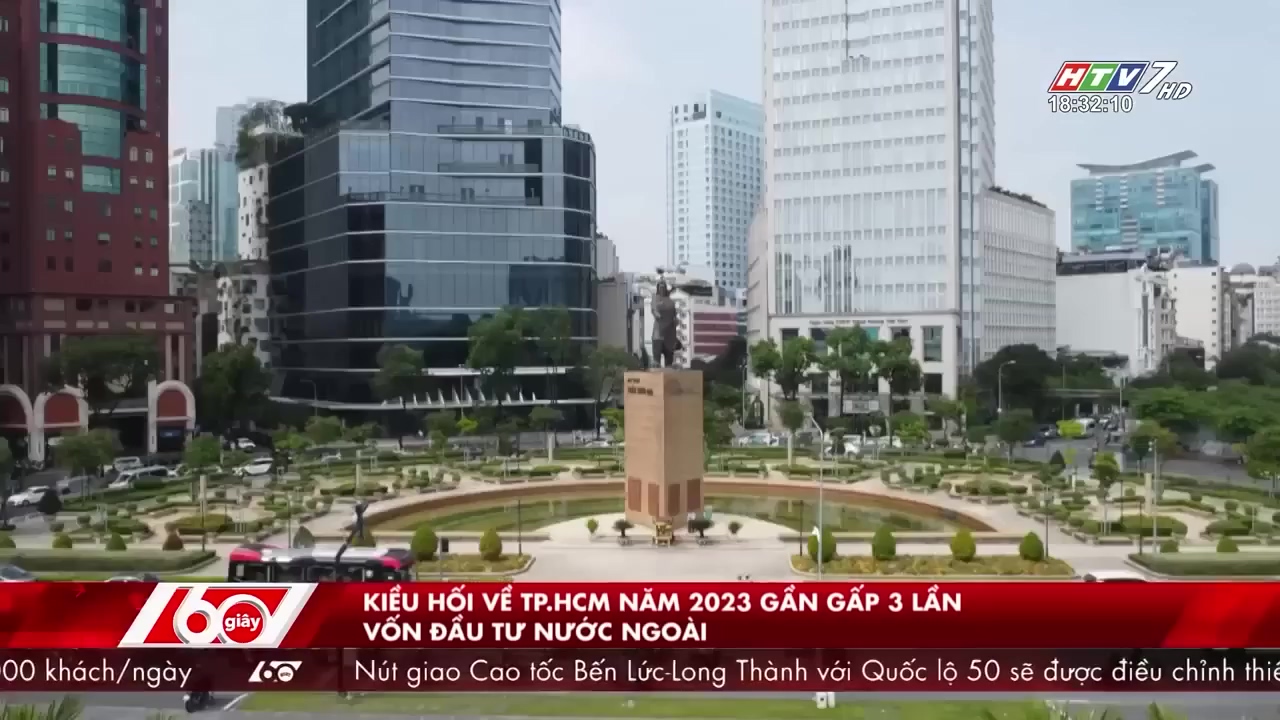 HTV7 HD
18:32:10
60 giây
KIỀU HỐI VỀ TP.HCM NĂM 2023 GẦN GẤP 3 LẦN
VỐN ĐẦU TƯ NƯỚC NGOÀI
000 khách/ngày 60 Nút giao Cao tốc Bến Lức-Long Thành với Quốc lộ 50 sẽ được điều chỉnh thiế